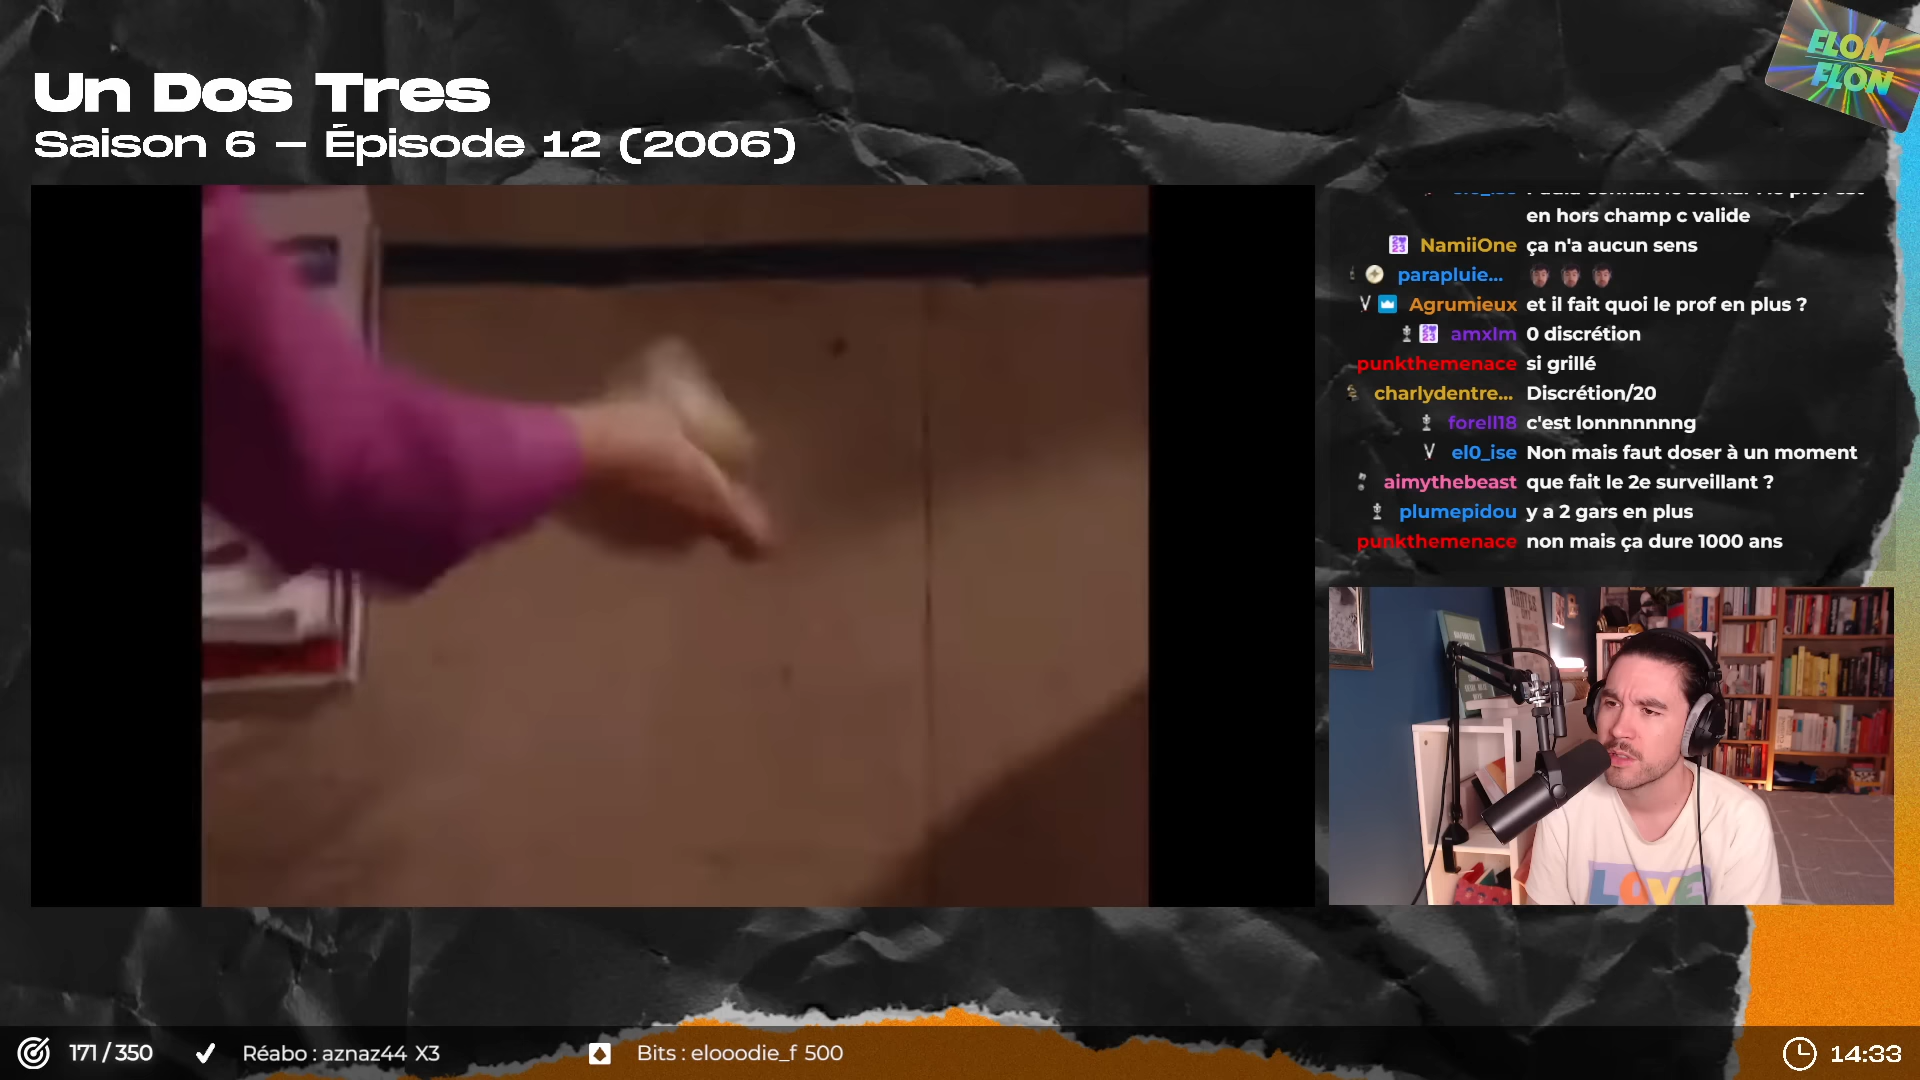 FLON
FLON
Un Dos Tres
Saison 6 – Épisode 12 (2006)
en hors champ c valide
NamiiOne ça n'a aucun sens
parapluie...
Agrumieux et il fait quoi le prof en plus ?
amxlm 0 discrétion
punkthemenace si grillé
charlydentre... Discrétion/20
forell18 c'est lonnnnnnng
el0_ise Non mais faut doser à un moment
aimythebeast que fait le 2e surveillant ?
plumepidou y a 2 gars en plus
punkthemenace non mais ça dure 1000 ans
LOVE
171 / 350
Réabo : aznaz44 X3
Bits : elooodie_f 500
14:33